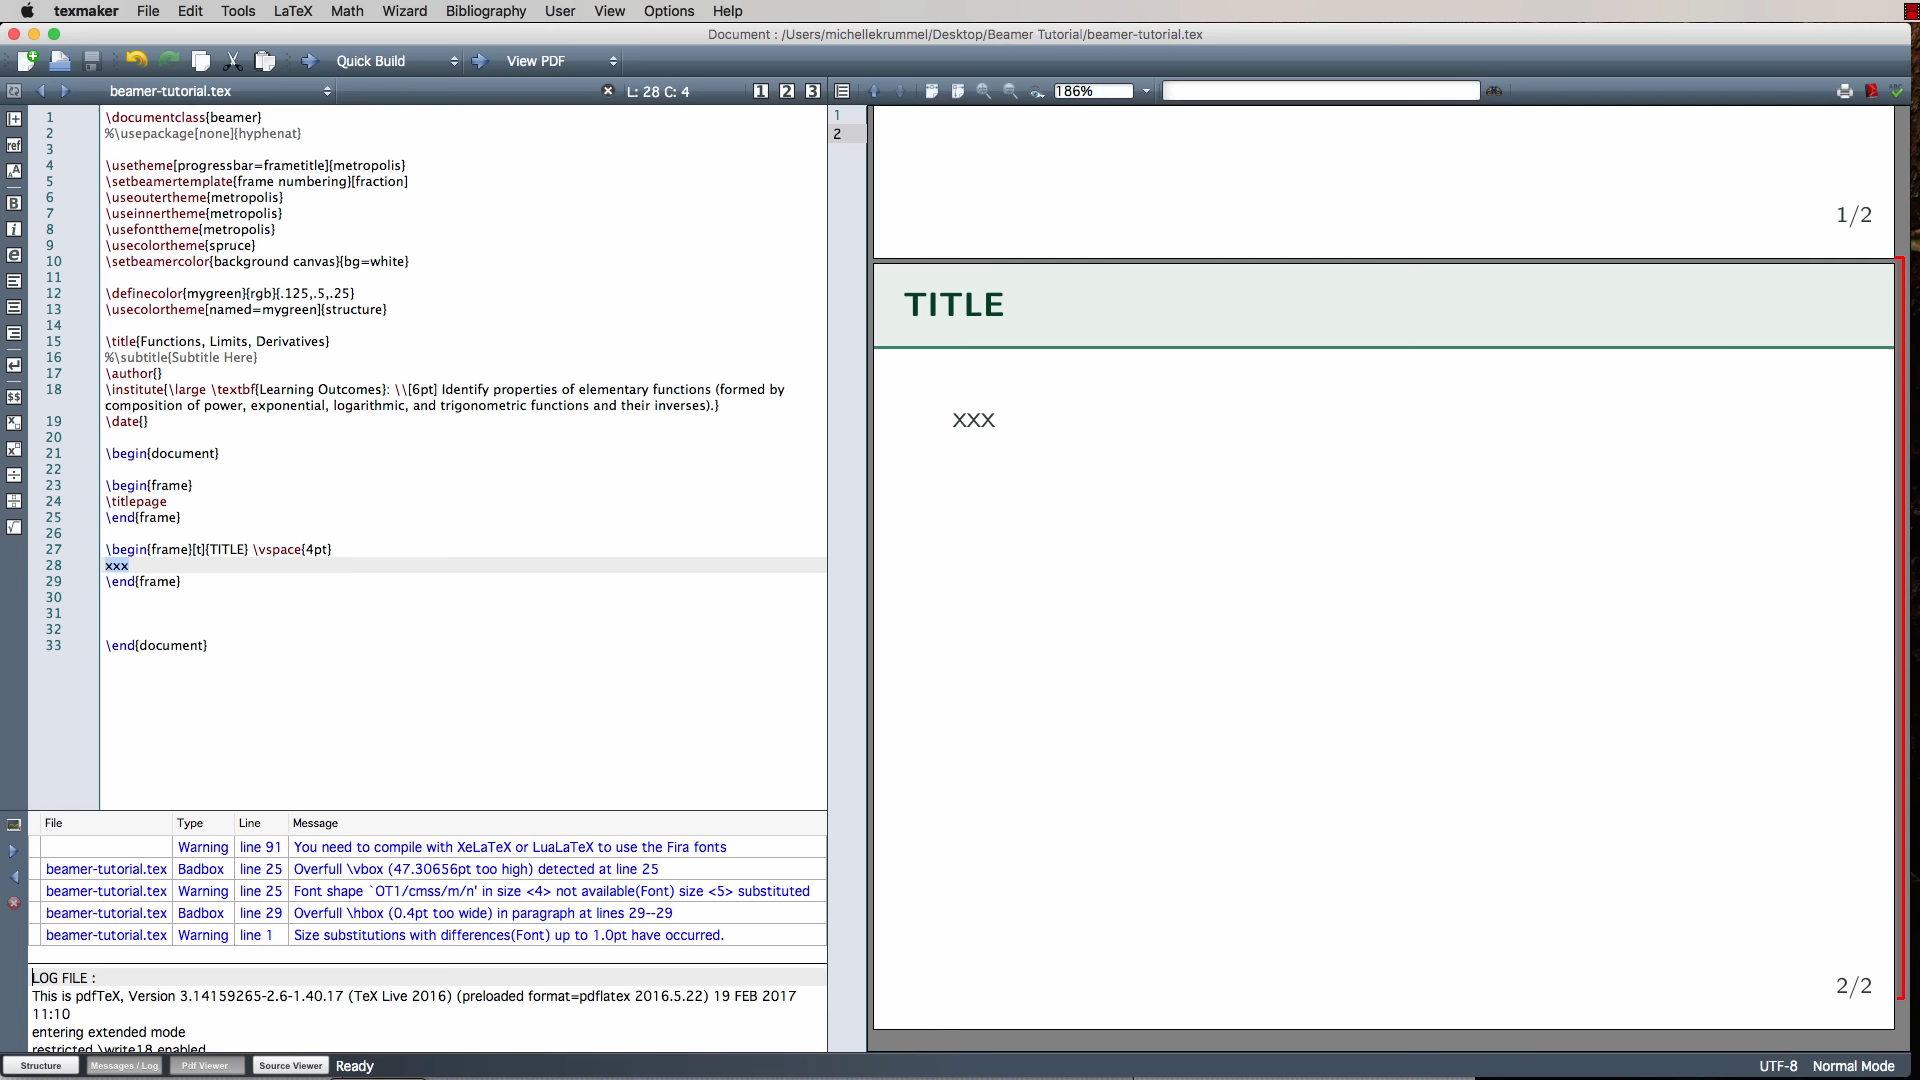 texmaker File Edit Tools LaTeX Math Wizard Bibliography User View Options Help
Document : /Users/michellekrummel/Desktop/Beamer Tutorial/beamer-tutorial.tex
Quick Build View PDF
beamer-tutorial.tex L: 28 C: 4 1 2 3 186%
1 \documentclass{beamer}
2 %\usepackage[none]{hyphenat}
3
4 \usetheme[progressbar=frametitle]{metropolis}
5 \setbeamertemplate{frame numbering}[fraction]
6 \useoutertheme{metropolis}
7 \useinnertheme{metropolis}
8 \usefonttheme{metropolis}
9 \usecolortheme{spruce}
10 \setbeamercolor{background canvas}{bg=white}
11
12 \definecolor{mygreen}{rgb}{.125,.5,.25}
13 \usecolortheme[named=mygreen]{structure}
14
15 \title{Functions, Limits, Derivatives}
16 %\subtitle{Subtitle Here}
17 \author{}
18 \institute{\large \textbf{Learning Outcomes}: \\[6pt] Identify properties of elementary functions (formed by
composition of power, exponential, logarithmic, and trigonometric functions and their inverses).}
19 \date{}
20
21 \begin{document}
22
23 \begin{frame}
24 \titlepage
25 \end{frame}
26
27 \begin{frame}[t]{TITLE} \vspace{4pt}
28 xxx
29 \end{frame}
30
31
32
33 \end{document}
1
2
1/2
TITLE
xxx
2/2
File Type Line Message
Warning line 91 You need to compile with XeLaTeX or LuaLaTeX to use the Fira fonts
beamer-tutorial.tex Badbox line 25 Overfull \vbox (47.30656pt too high) detected at line 25
beamer-tutorial.tex Warning line 25 Font shape `OT1/cmss/m/n' in size <4> not available(Font) size <5> substituted
beamer-tutorial.tex Badbox line 29 Overfull \hbox (0.4pt too wide) in paragraph at lines 29--29
beamer-tutorial.tex Warning line 1 Size substitutions with differences(Font) up to 1.0pt have occurred.
LOG FILE :
This is pdfTeX, Version 3.14159265-2.6-1.40.17 (TeX Live 2016) (preloaded format=pdflatex 2016.5.22) 19 FEB 2017
11:10
entering extended mode
restricted \write18 enabled
Structure Messages / Log Pdf Viewer Source Viewer Ready UTF-8 Normal Mode